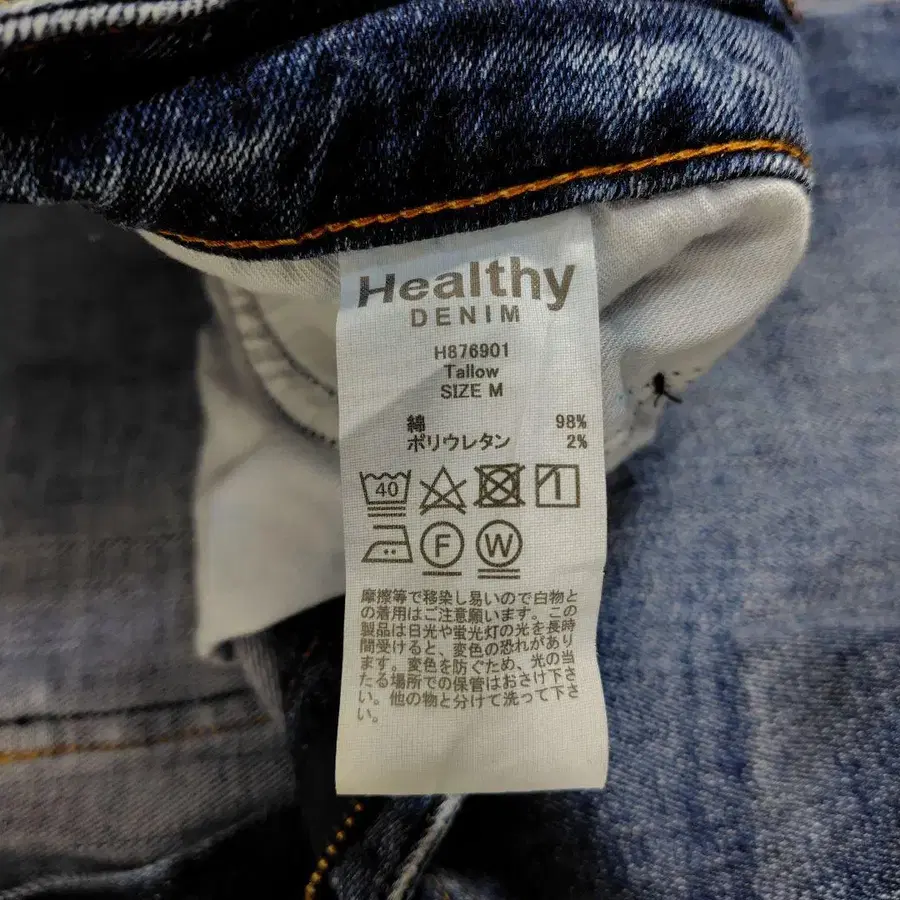 Healthy
DENIM
H876901
Tallow
SIZE M
綿 98%
ポリウレタン 2%
40
F W
摩擦等で移染し易いので白物と
の着用はご注意願います。この
製品は日光や蛍光灯の光を長時
間受けると、変色の恐れがあり
ます。変色を防ぐため、光の当
たる場所での保管はおさけ下さ
い。他の物と分けて洗って下さ
い。